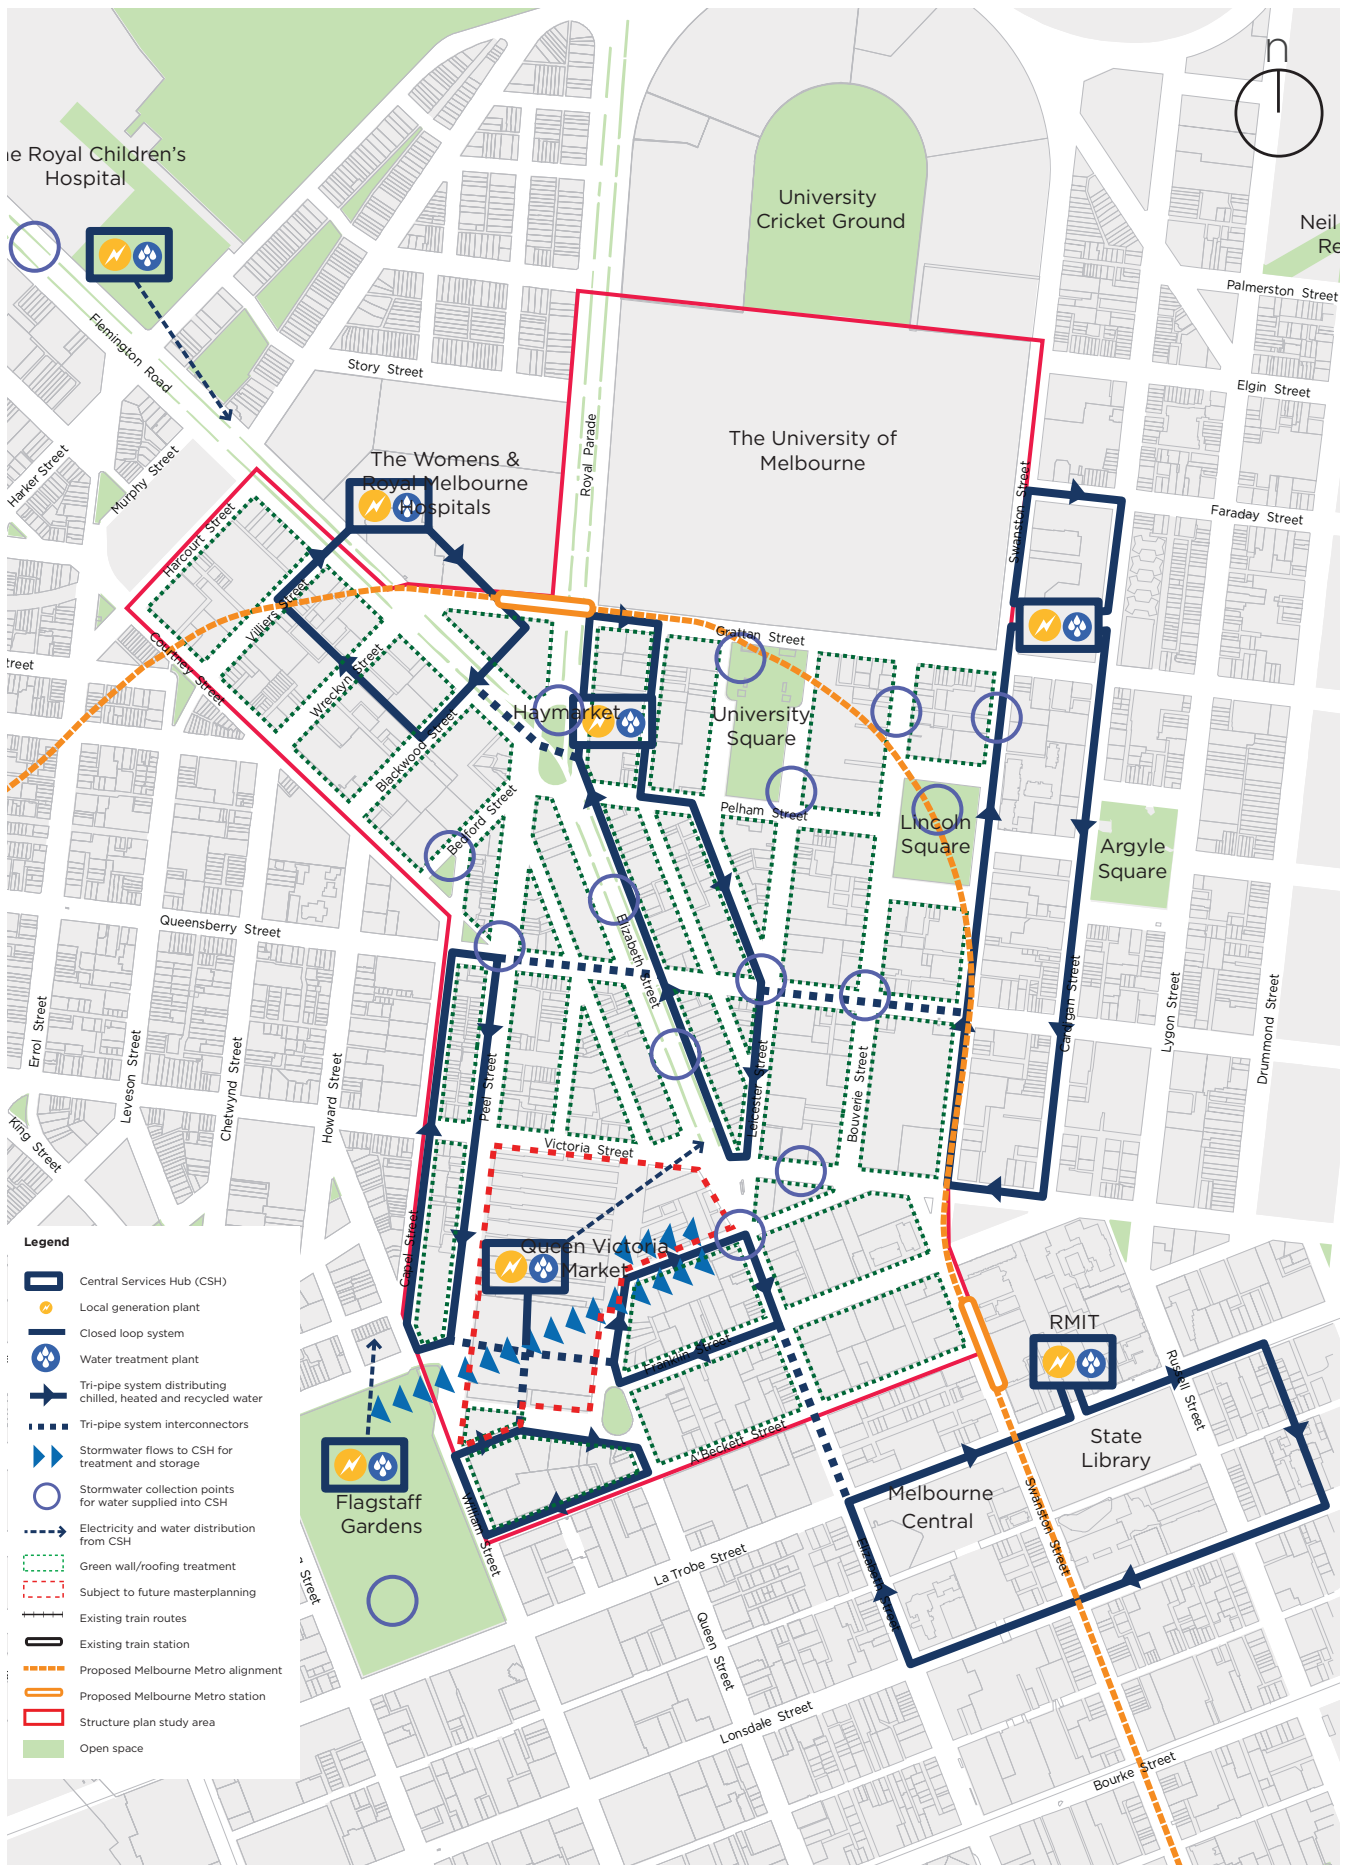 n
he Royal Children's
Hospital
University
Cricket Ground
Neil
Re
Palmerston Street
Flemington Road
Story Street
Elgin Street
Royal Parade
The University of
Melbourne
The Womens &
Royal Melbourne
Hospitals
Harker Street
Murphy Street
Swanston Street
Faraday Street
Harcourt Street
Villiers Street
Grattan Street
Courtney Street
treet
Wreckyn Street
Haymarket
University
Square
Blackwood Street
Bedford Street
Pelham Street
Lincoln
Square
Argyle
Square
Queensberry Street
Elizabeth Street
Errol Street
Leveson Street
Chetwynd Street
Howard Street
Peel Street
Leicester Street
Bouverie Street
Cardigan Street
Lygon Street
Drummond Street
King Street
Victoria Street
Capel Street
Queen Victoria
Market
Franklin Street
RMIT
Russell Street
State
Library
A'Beckett Street
Melbourne
Central
Flagstaff
Gardens
William Street
Swanston Street
La Trobe Street
Elizabeth Street
Street
Queen Street
Lonsdale Street
Bourke Street
Legend
Central Services Hub (CSH)
Local generation plant
Closed loop system
Water treatment plant
Tri-pipe system distributing
chilled, heated and recycled water
Tri-pipe system interconnectors
Stormwater flows to CSH for
treatment and storage
Stormwater collection points
for water supplied into CSH
Electricity and water distribution
from CSH
Green wall/roofing treatment
Subject to future masterplanning
Existing train routes
Existing train station
Proposed Melbourne Metro alignment
Proposed Melbourne Metro station
Structure plan study area
Open space